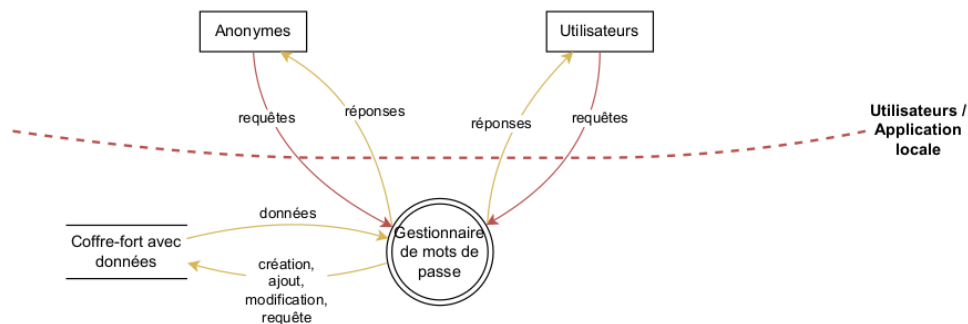 Anonymes
Utilisateurs
requêtes
réponses
réponses
requêtes
Utilisateurs /
Application
locale
données
Coffre-fort avec
données
Gestionnaire
de mots de
passe
création,
ajout,
modification,
requête